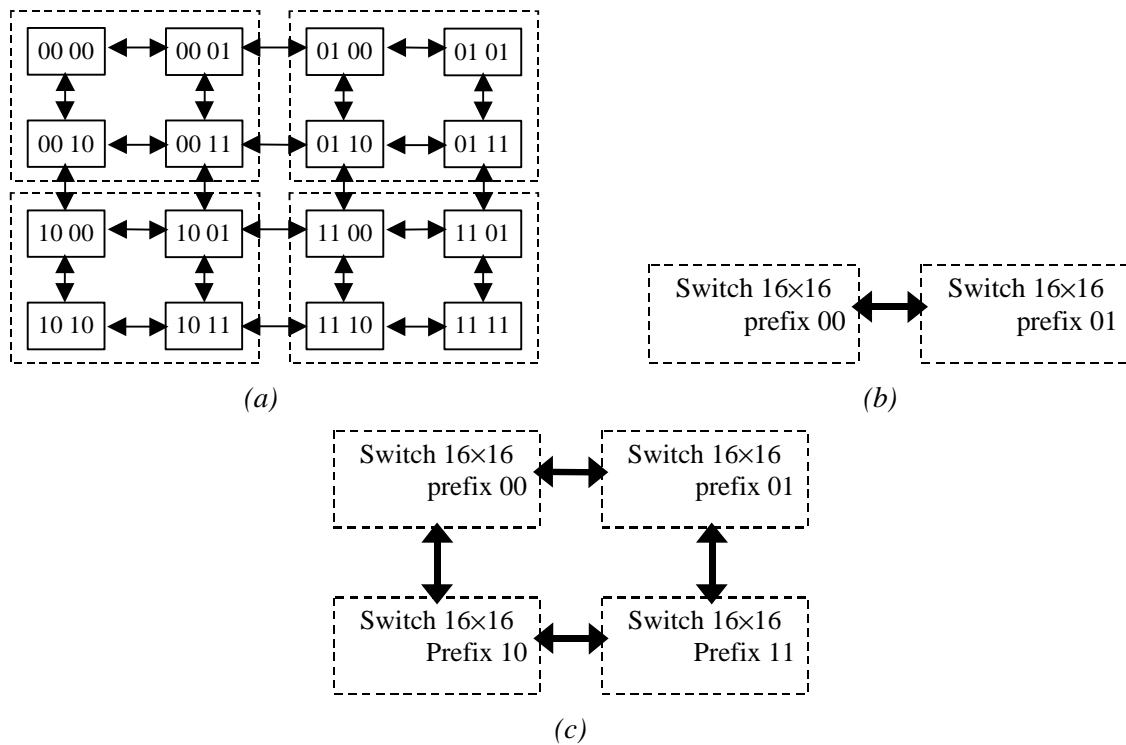 00 00 00 01 01 00 01 01
00 10 00 11 01 10 01 11
10 00 10 01 11 00 11 01
10 10 10 11 11 10 11 11
(a)
Switch 16×16
prefix 00
Switch 16×16
prefix 01
(b)
Switch 16×16
prefix 00
Switch 16×16
prefix 01
Switch 16×16
Prefix 10
Switch 16×16
Prefix 11
(c)